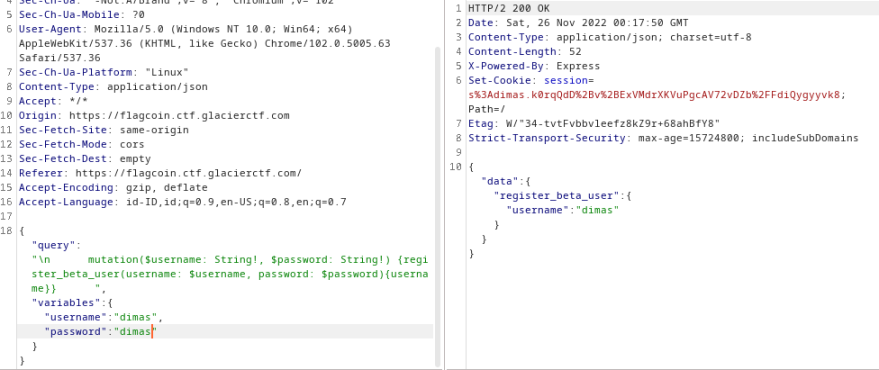 5 Sec-Ch-Ua-Mobile: ?0
6 User-Agent: Mozilla/5.0 (Windows NT 10.0; Win64; x64)
AppleWebKit/537.36 (KHTML, like Gecko) Chrome/102.0.5005.63
Safari/537.36
7 Sec-Ch-Ua-Platform: "Linux"
8 Content-Type: application/json
9 Accept: */*
10 Origin: https://flagcoin.ctf.glacierctf.com
11 Sec-Fetch-Site: same-origin
12 Sec-Fetch-Mode: cors
13 Sec-Fetch-Dest: empty
14 Referer: https://flagcoin.ctf.glacierctf.com/
15 Accept-Encoding: gzip, deflate
16 Accept-Language: id-ID,id;q=0.9,en-US;q=0.8,en;q=0.7
17
18 {
"query":
"\n      mutation($username: String!, $password: String!) {regi
ster_beta_user(username: $username, password: $password){userna
me}}      ",
"variables":{
"username":"dimas",
"password":"dimas"
}
}
1 HTTP/2 200 OK
2 Date: Sat, 26 Nov 2022 00:17:50 GMT
3 Content-Type: application/json; charset=utf-8
4 Content-Length: 52
5 X-Powered-By: Express
6 Set-Cookie: session=
s%3Adimas.k0rqQdD%2Bv%2BExVMdrXKVuPgcAV72vDZb%2FFdiQygyyvk8;
Path=/
7 Etag: W/"34-tvtFvbbvleefz8kZ9r+68ahBfY8"
8 Strict-Transport-Security: max-age=15724800; includeSubDomains
9
10 {
"data":{
"register_beta_user":{
"username":"dimas"
}
}
}